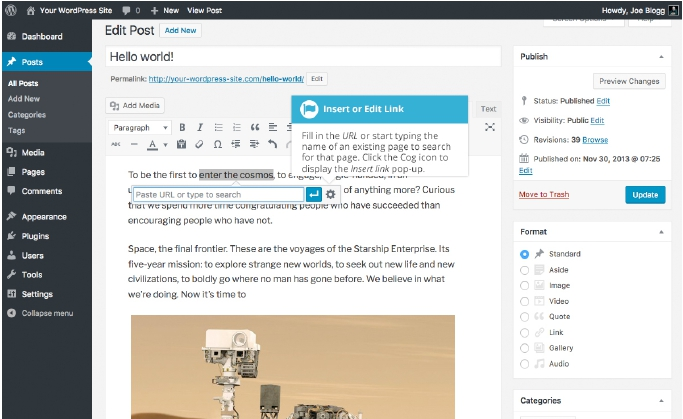 Your WordPress Site 0 New View Post Howdy, Joe Blogg
Dashboard
Posts
All Posts
Add New
Categories
Tags
Media
Pages
Comments
Appearance
Plugins
Users
Tools
Settings
Collapse menu
Edit Post Add New
Hello world!
Permalink: http://your-wordpress-site.com/hello-world/ Edit
Add Media
Text
Paragraph
B I
ABC A
Insert or Edit Link
Fill in the URL or start typing the
name of an existing page to search
for that page. Click the Cog icon to
display the Insert link pop-up.
To be the first to enter the cosmos, to engage,
Paste URL or type to search
of anything more? Curious
that we spend more time congratulating people who have succeeded than
encouraging people who have not.
Space, the final frontier. These are the voyages of the Starship Enterprise. Its
five-year mission: to explore strange new worlds, to seek out new life and new
civilizations, to boldly go where no man has gone before. We believe in what
we're doing. Now it's time to
Publish
Preview Changes
Status: Published Edit
Visibility: Public Edit
Revisions: 39 Browse
Published on: Nov 30, 2013 @ 07:25
Edit
Move to Trash Update
Format
Standard
Aside
Image
Video
Quote
Link
Gallery
Audio
Categories